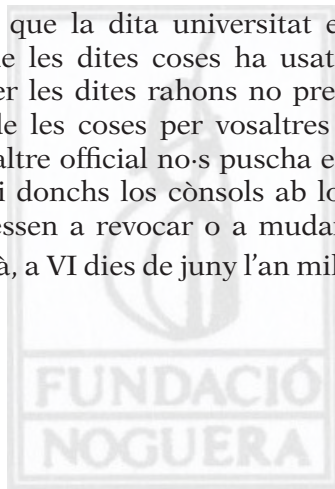 que la dita universitat e
les dites coses ha usat
er les dites rahons no pre
le les coses per vosaltres
altre official no·s puscha e
i donchs los cònsols ab lo
essen a revocar o a mudar
à, a VI dies de juny l'an mil
FUNDACIÓ
NOGUERA